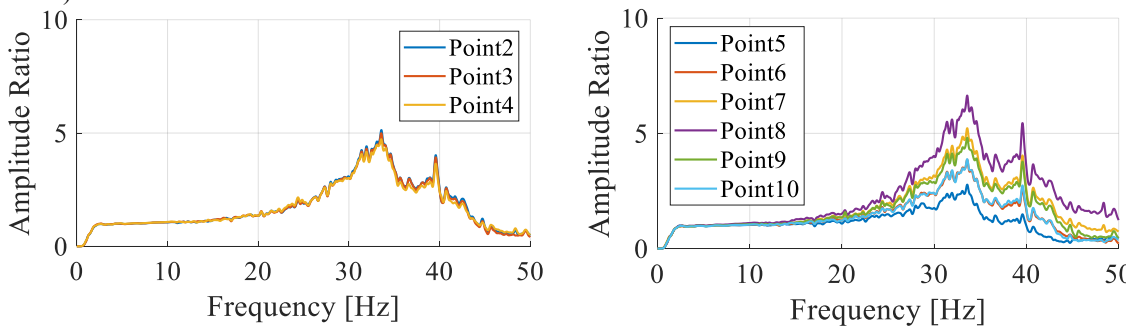 )
10
5
0
Amplitude Ratio
Point2
Point3
Point4
0 10 20 30 40 50
Frequency [Hz]
10
5
0
Amplitude Ratio
Point5
Point6
Point7
Point8
Point9
Point10
0 10 20 30 40 50
Frequency [Hz]